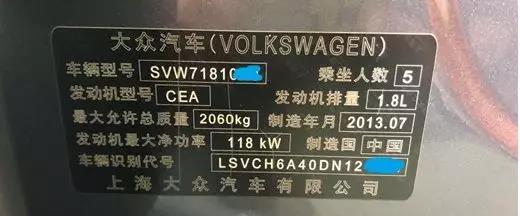 大众汽车(VOLKSWAGEN)
车辆型号 SVW71810 乘坐人数 5
发动机型号 CEA 发动机排量 1.8L
最大允许总质量 2060kg 制造年月 2013.07
发动机最大净功率 118 kW 制造国 中国
车辆识别代号 LSVCH6A40DN12
上海大众汽车有限公司